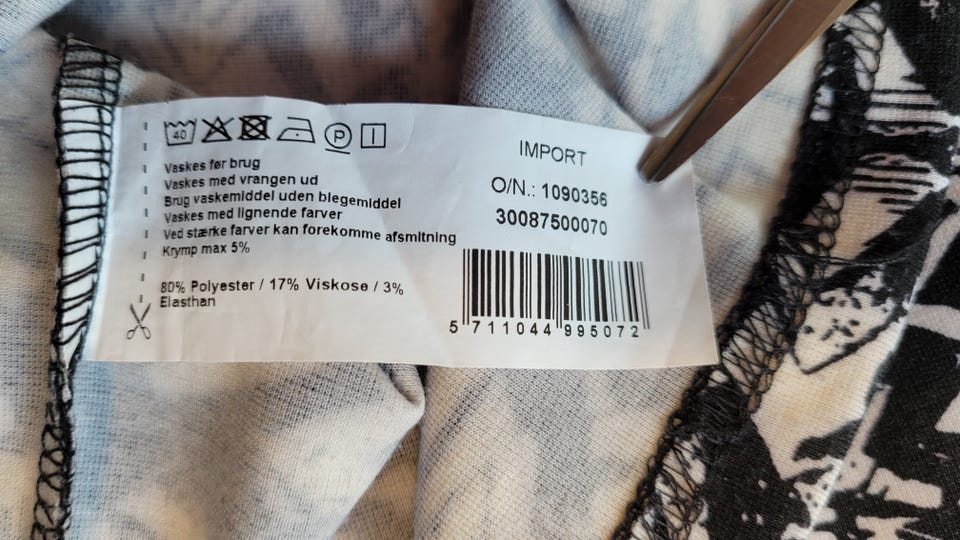 40 P
Vaskes før brug
Vaskes med vrangen ud
Brug vaskemiddel uden blegemiddel
Vaskes med lignende farver
Ved stærke farver kan forekomme afsmitning
Krymp max 5%
80% Polyester / 17% Viskose / 3%
Elasthan
IMPORT
O/N.: 1090356
30087500070
5 711044 995072